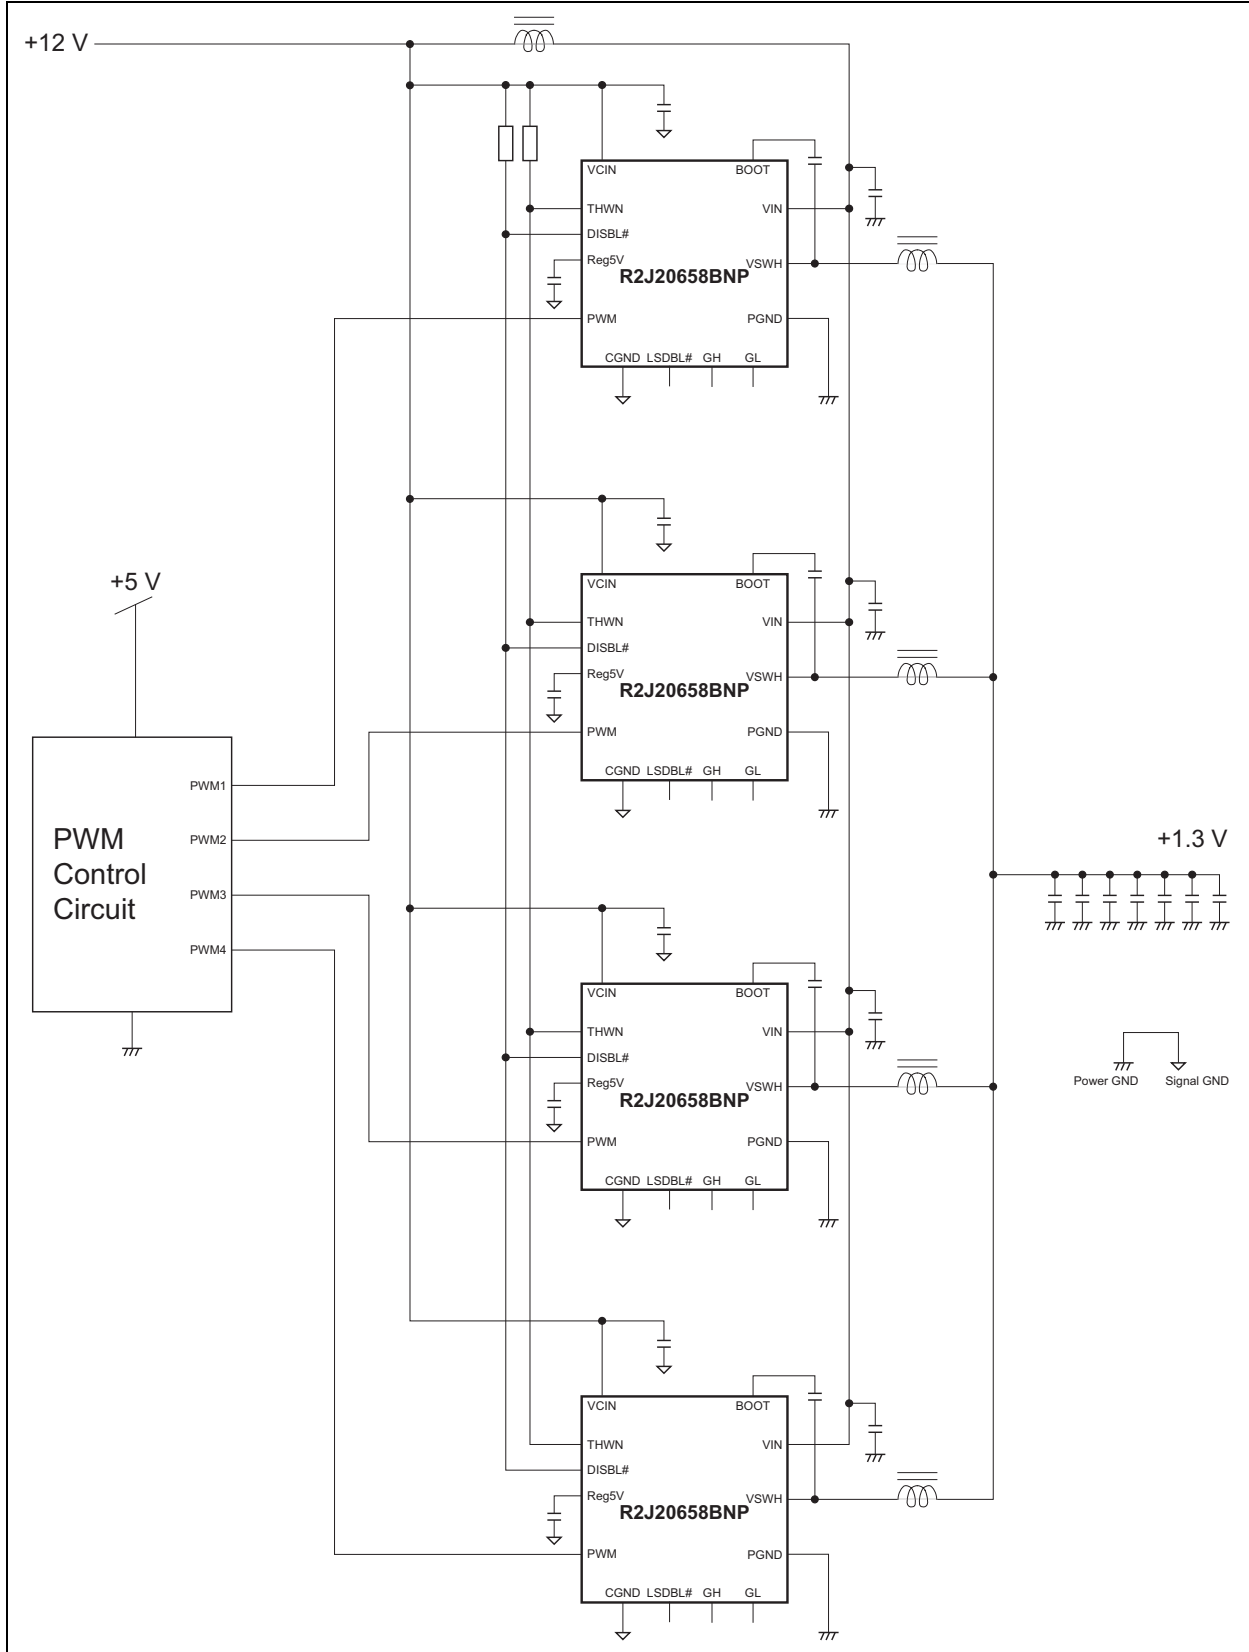 +12 V
VCIN
BOOT
THWN
VIN
DISBL#
Reg5V
VSWH
R2J20658BNP
PWM
PGND
CGND LSDBL# GH GL
+5 V
VCIN
BOOT
THWN
VIN
DISBL#
Reg5V
VSWH
R2J20658BNP
PWM
PGND
CGND LSDBL# GH GL
PWM1
PWM2
PWM3
PWM4
PWM
Control
Circuit
+1.3 V
VCIN
BOOT
THWN
VIN
DISBL#
Reg5V
VSWH
R2J20658BNP
PWM
PGND
CGND LSDBL# GH GL
Power GND
Signal GND
VCIN
BOOT
THWN
VIN
DISBL#
Reg5V
VSWH
R2J20658BNP
PWM
PGND
CGND LSDBL# GH GL